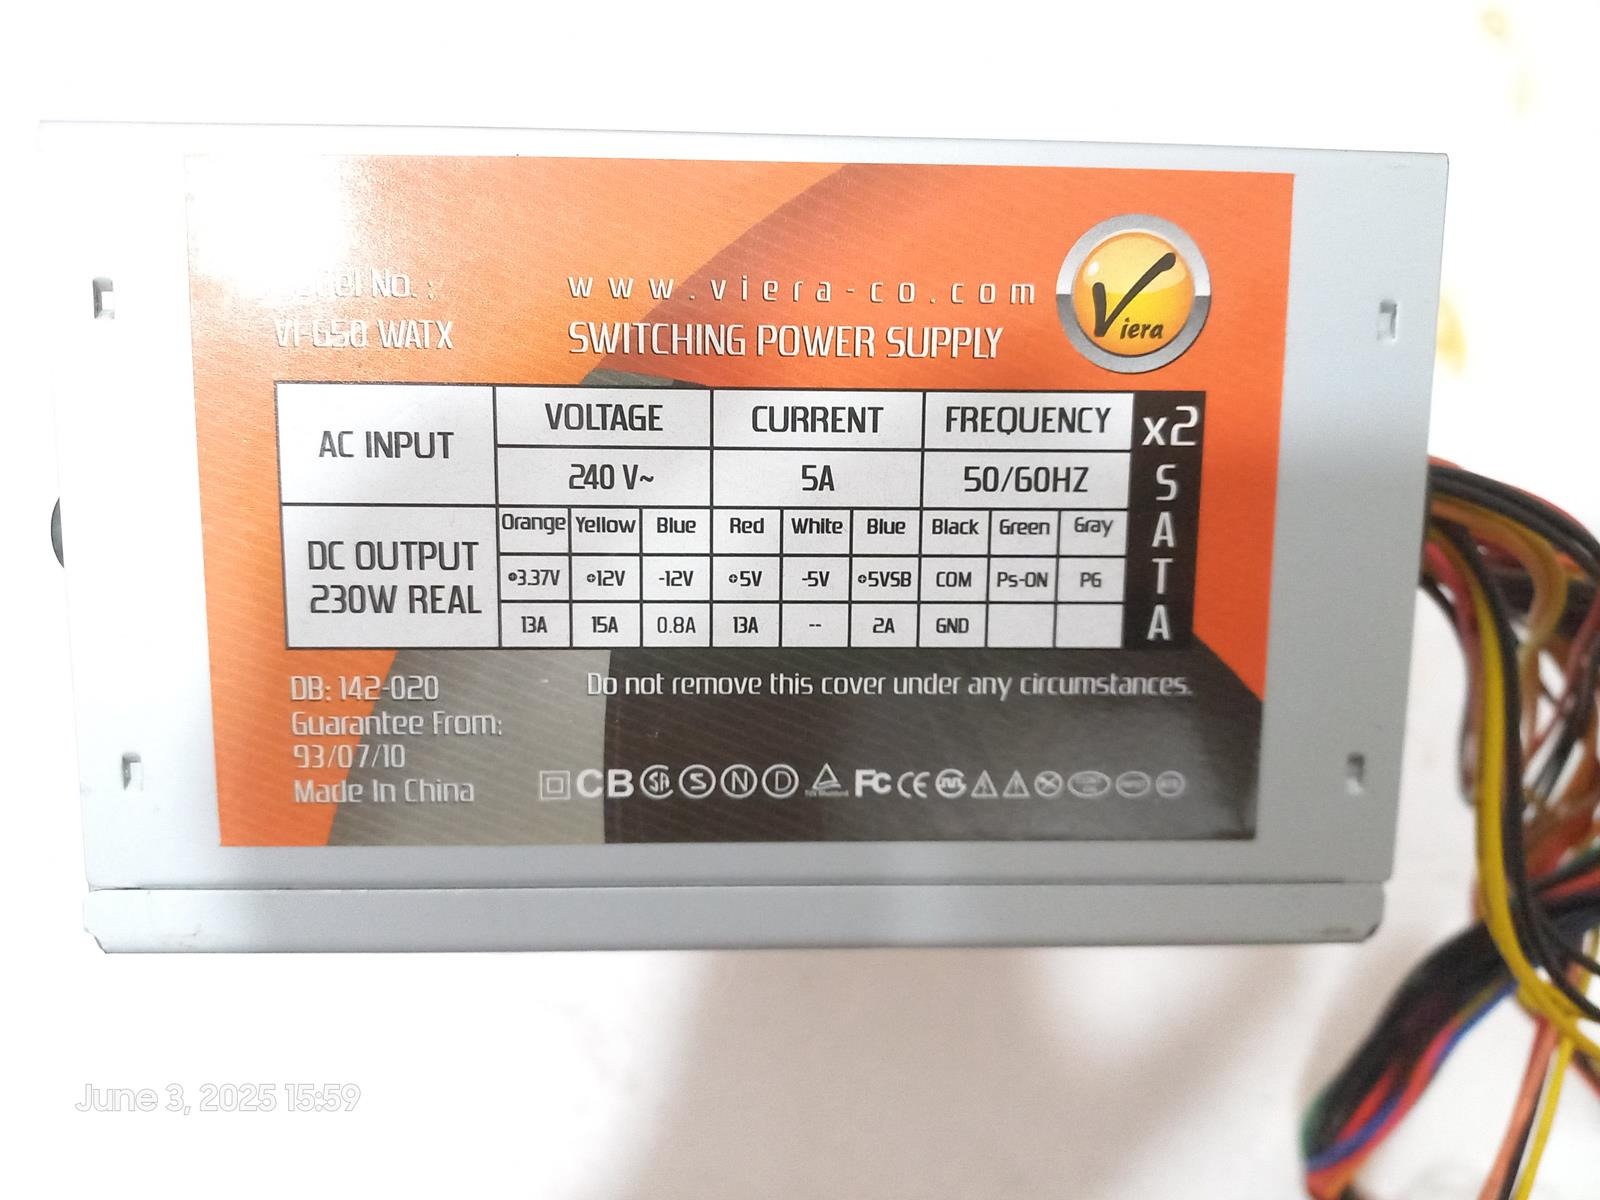 No. :
VI-650 WATX
www.viera-co.com
SWITCHING POWER SUPPLY
Viera
AC INPUT
VOLTAGE CURRENT FREQUENCY
240 V~ 5A 50/60HZ
DC OUTPUT
230W REAL
Orange Yellow Blue Red White Blue Black Green Gray
+3.37V +12V -12V +5V -5V +5VSB COM Ps-ON PG
13A 15A 0.8A 13A -- 2A GND
x2
SATA
DB: 142-020
Guarantee From:
93/07/10
Made In China
Do not remove this cover under any circumstances.
CB S N D FC CE
June 3, 2025 15:59